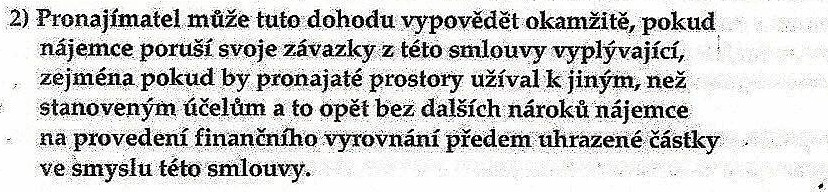 2) Pronajímatel může tuto dohodu vypovědět okamžitě, pokud
nájemce poruší svoje závazky z této smlouvy vyplývající,
zejména pokud by pronajaté prostory užíval k jiným, než
stanoveným účelům a to opět bez dalších nároků nájemce
na provedení finančního vyrovnání předem uhrazené částky
ve smyslu této smlouvy.